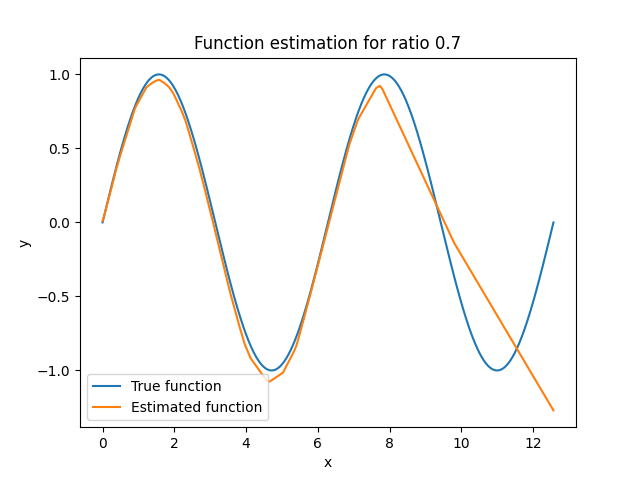 Function estimation for ratio 0.7
1.0
0.5
0.0
−0.5
−1.0
y
True function
Estimated function
0 2 4 6 8 10 12
x